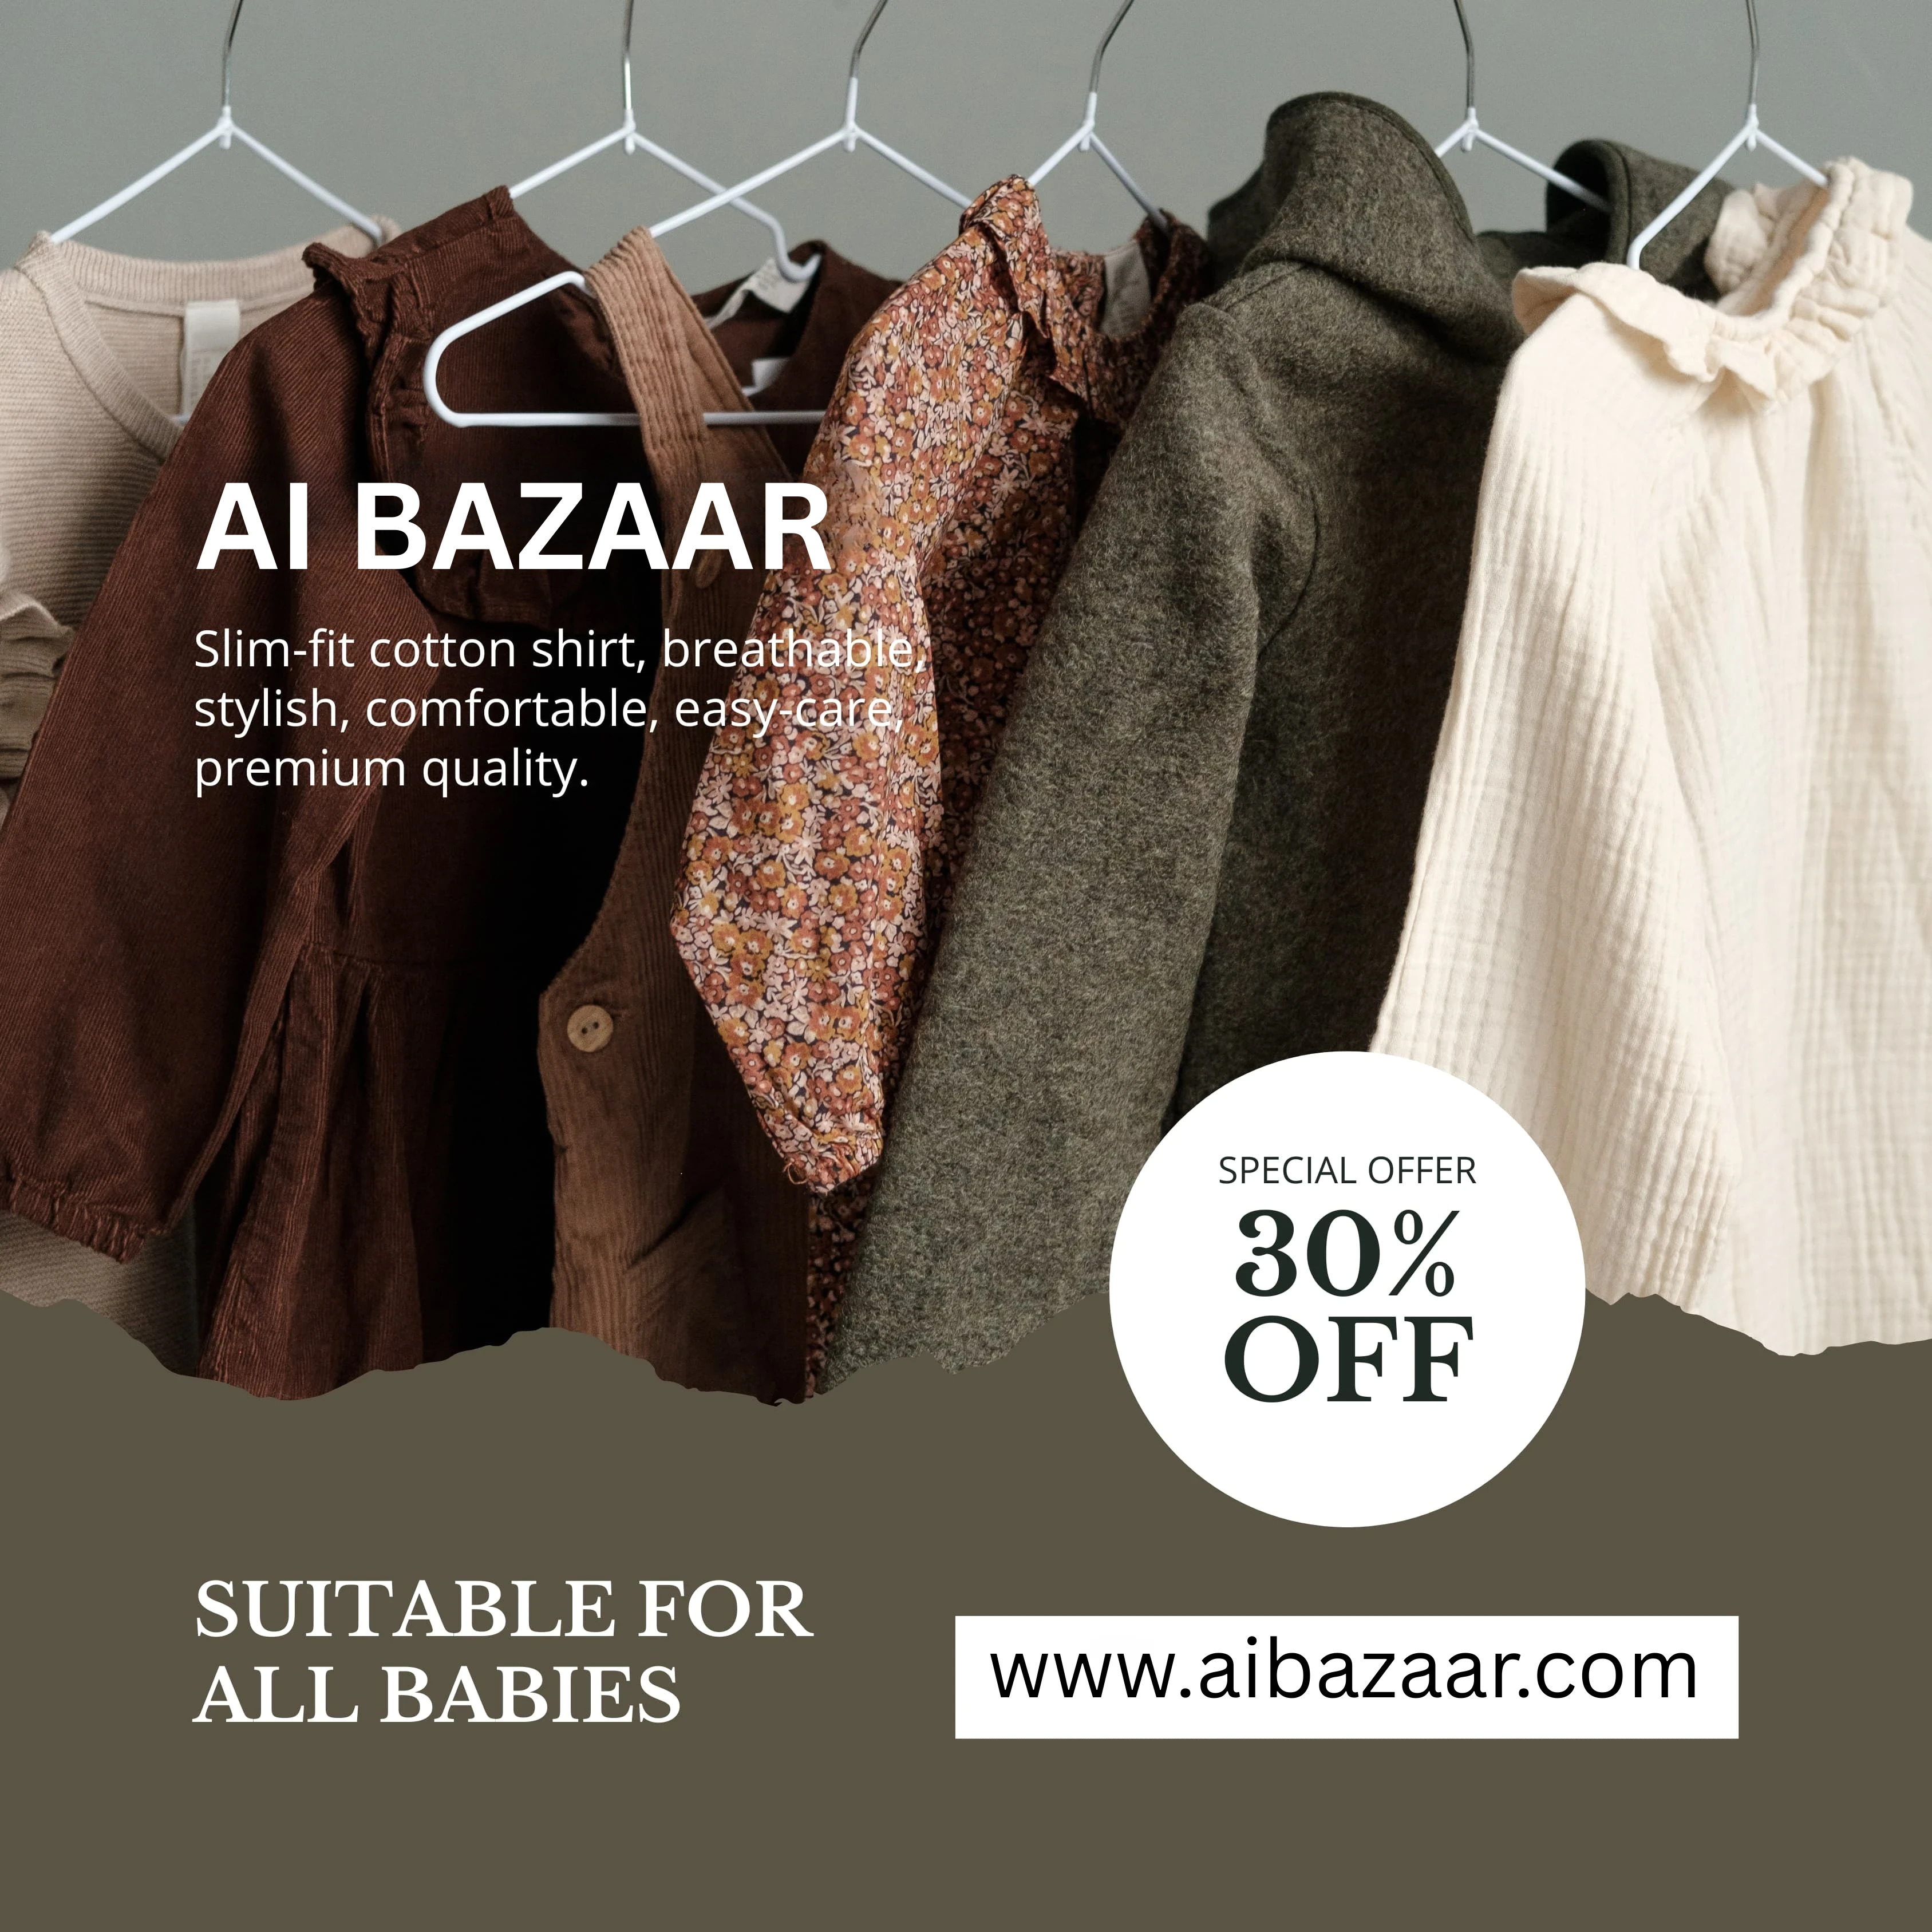 AI BAZAAR
Slim-fit cotton shirt, breathable,
stylish, comfortable, easy-care,
premium quality.
SPECIAL OFFER
30%
OFF
SUITABLE FOR
ALL BABIES
www.aibazaar.com